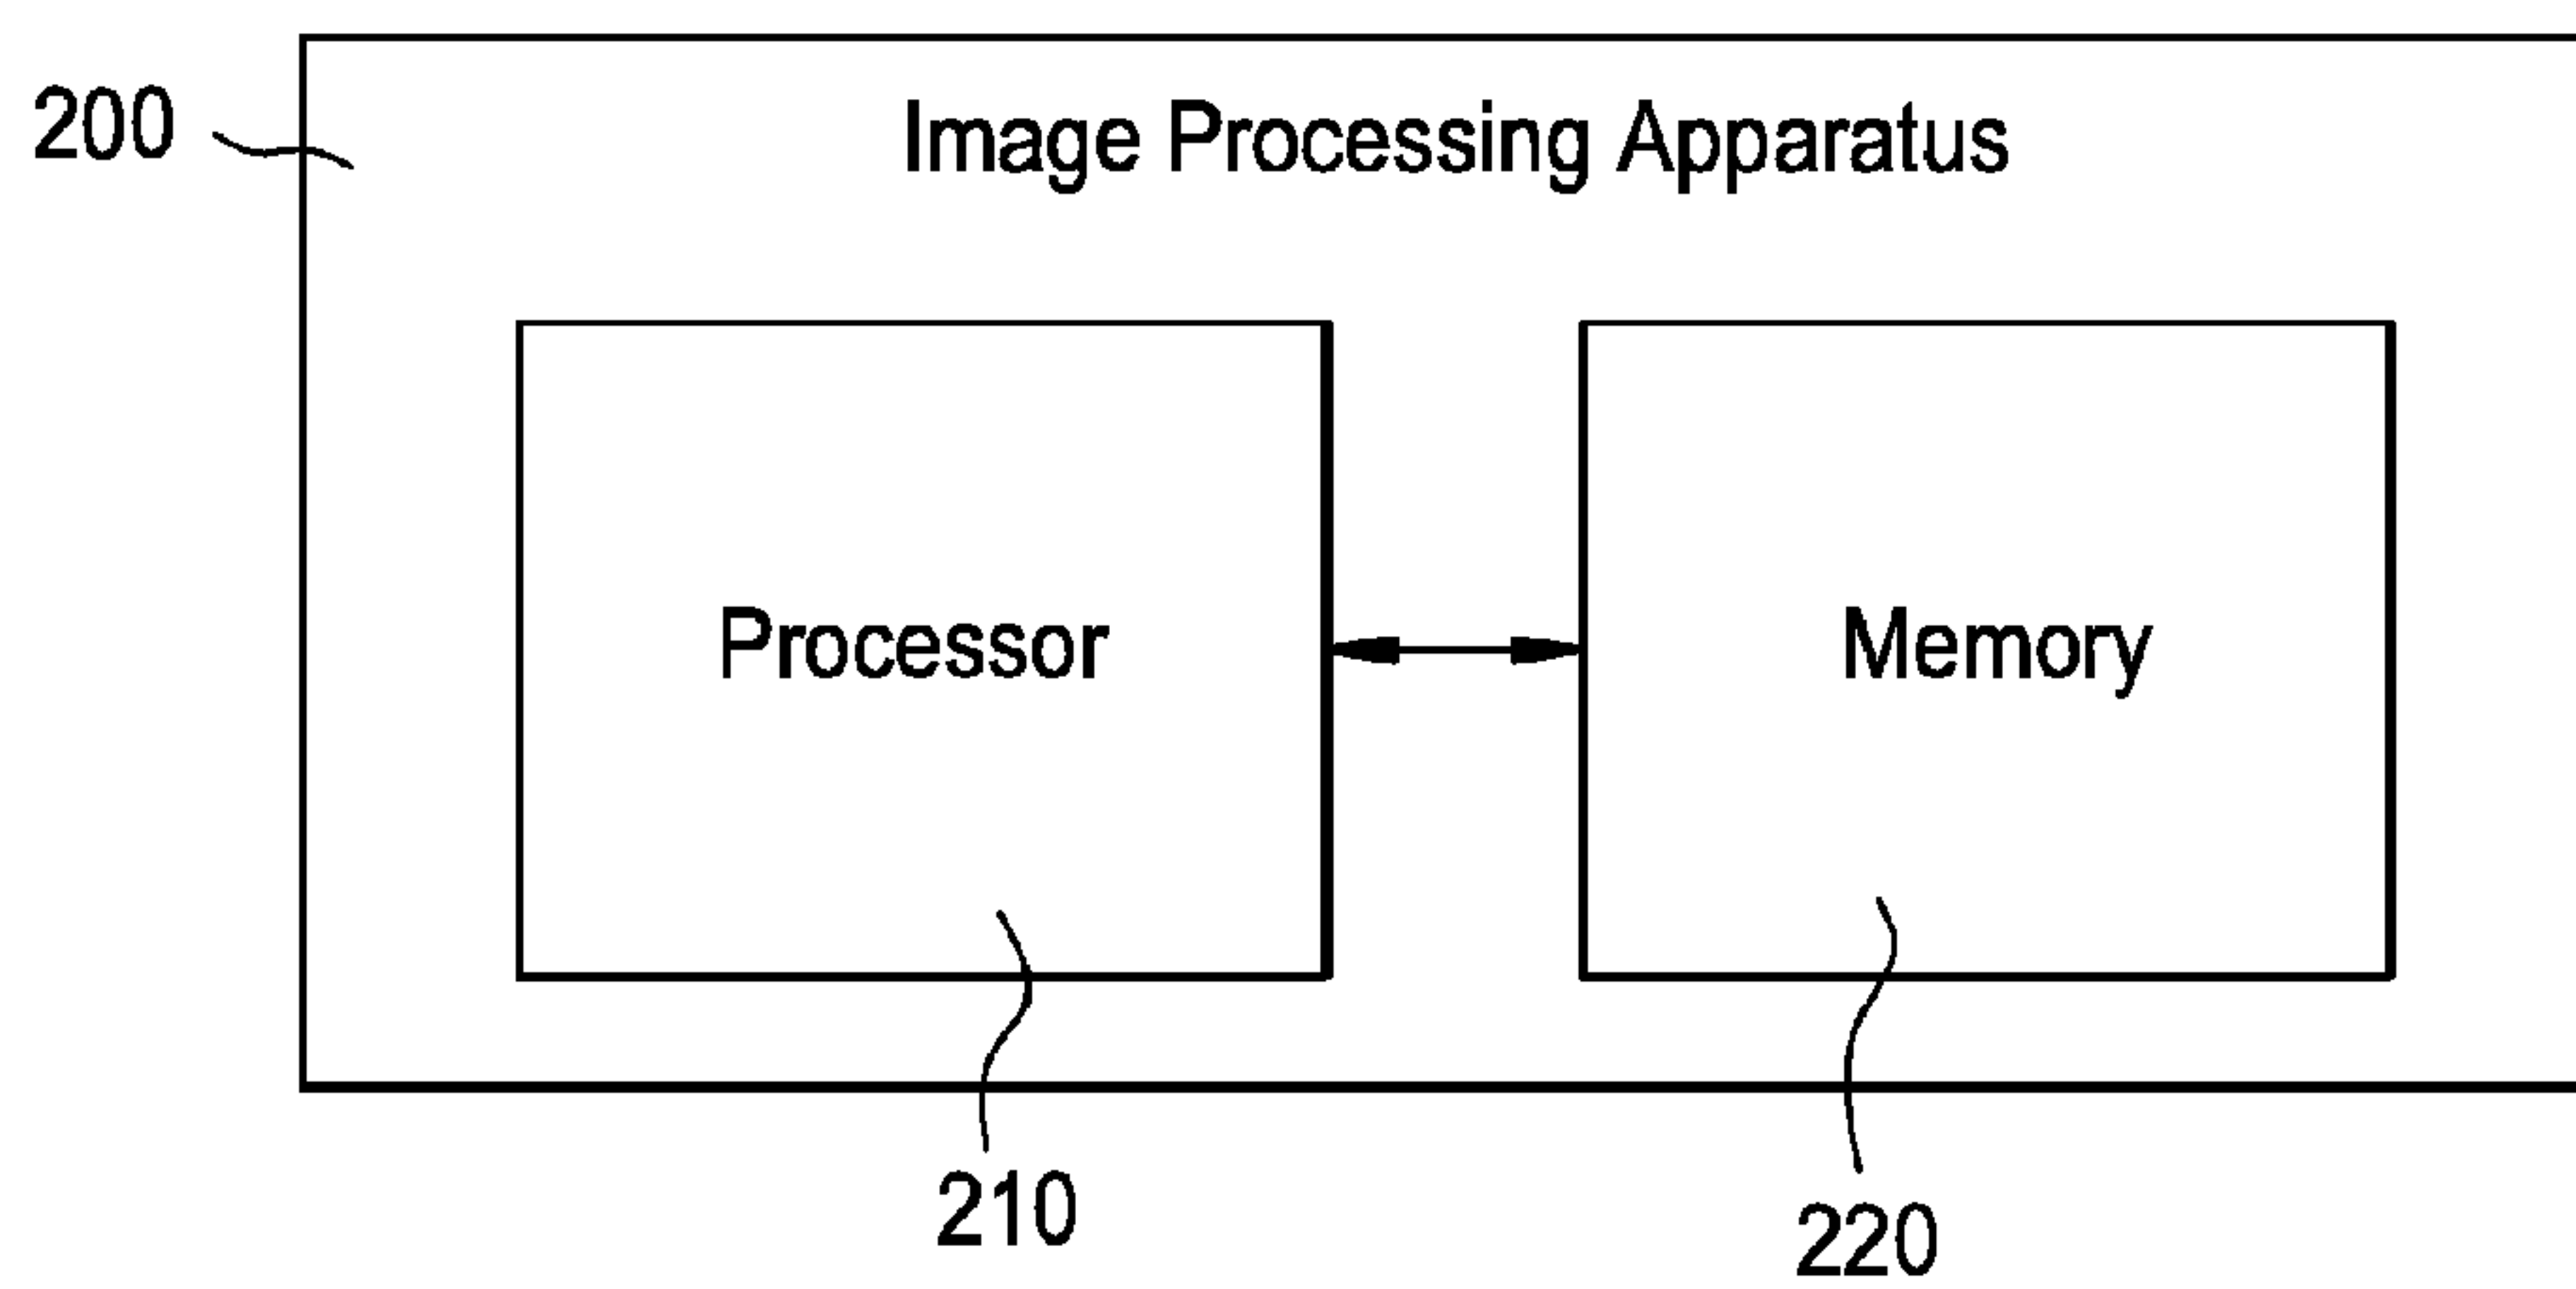 200
Image Processing Apparatus
Processor
Memory
210
220